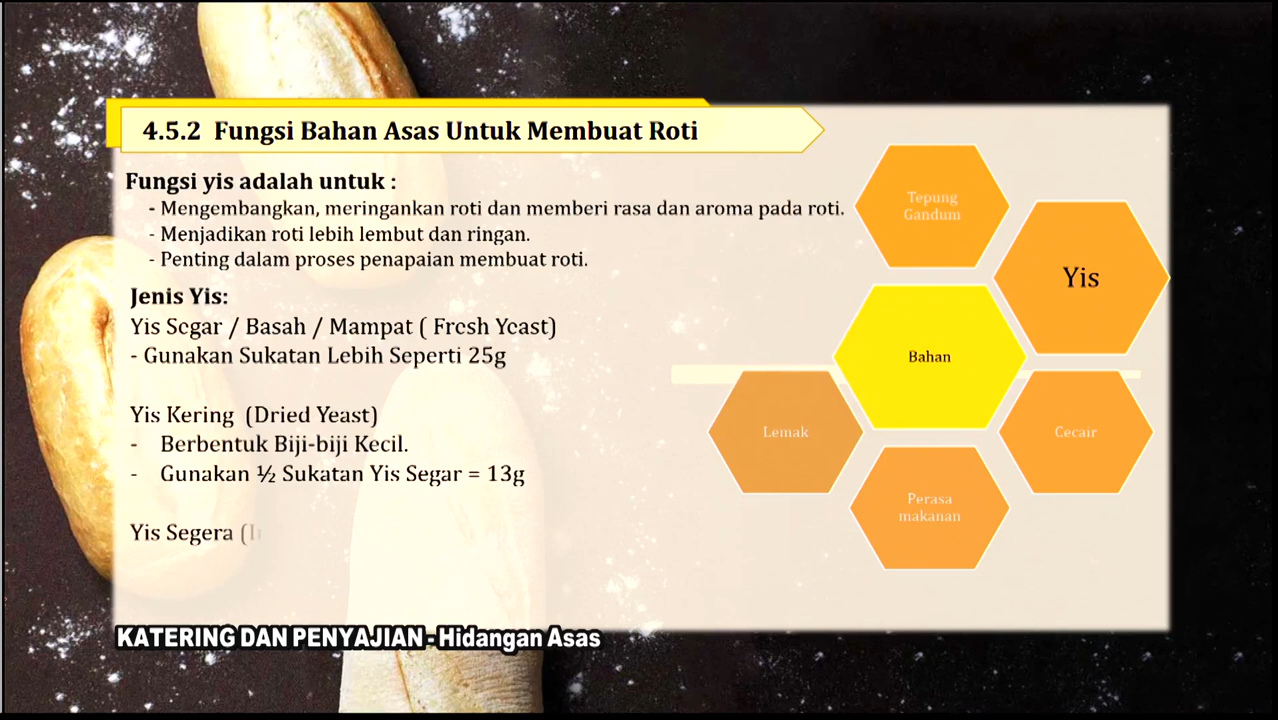 4.5.2 Fungsi Bahan Asas Untuk Membuat Roti
Fungsi yis adalah untuk :
- Mengembangkan, meringankan roti dan memberi rasa dan aroma pada roti.
- Menjadikan roti lebih lembut dan ringan.
- Penting dalam proses penapaian membuat roti.
Jenis Yis:
Yis Segar / Basah / Mampat ( Fresh Yeast)
- Gunakan Sukatan Lebih Seperti 25g
Yis Kering (Dried Yeast)
- Berbentuk Biji-biji Kecil.
- Gunakan ½ Sukatan Yis Segar = 13g
Yis Segera
Tepung
Gandum
Yis
Bahan
Lemak
Cecair
Perasa
makanan
KATERING DAN PENYAJIAN - Hidangan Asas